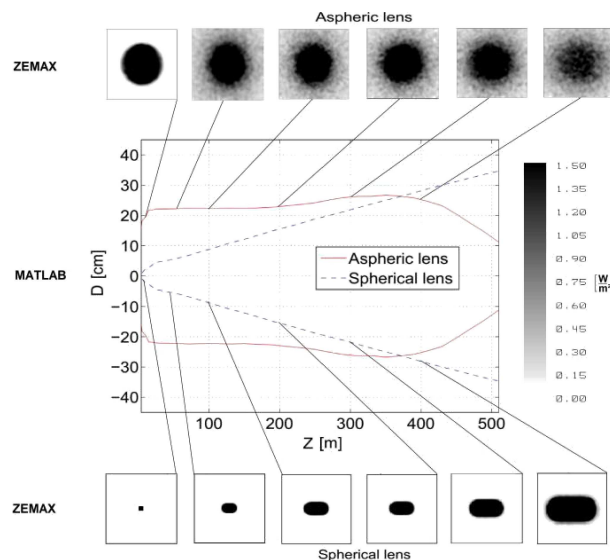 Aspheric lens
ZEMAX
40
30
20
10
0
−10
−20
−30
−40
D [cm]
MATLAB
Aspheric lens
Spherical lens
100
200
300
400
500
Z [m]
1.50
1.35
1.20
1.05
0.90
0.75
0.60
0.45
0.30
0.15
0.00
[W/m²]
ZEMAX
Spherical lens